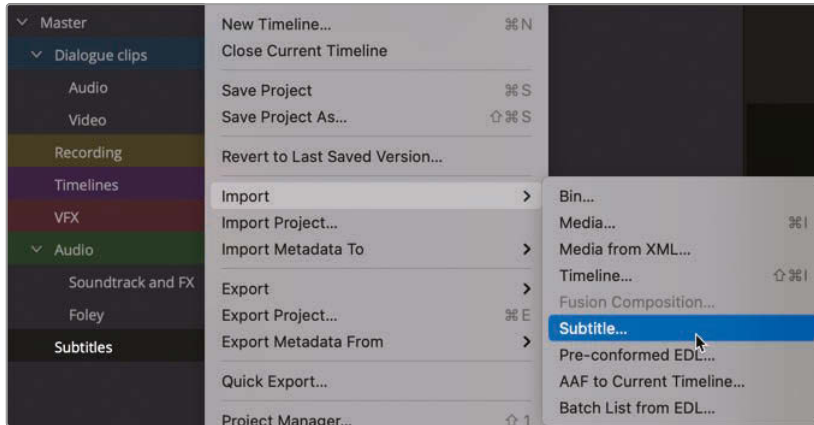 Master
Dialogue clips
Audio
Video
Recording
Timelines
VFX
Audio
Soundtrack and FX
Foley
Subtitles
New Timeline... ⌘N
Close Current Timeline
Save Project ⌘S
Save Project As... ⇧⌘S
Revert to Last Saved Version...
Import
Import Project...
Import Metadata To
Export
Export Project... ⌘E
Export Metadata From
Quick Export...
Project Manager... ⇧1
Bin...
Media... ⌘I
Media from XML...
Timeline... ⇧⌘I
Fusion Composition...
Subtitle...
Pre-conformed EDL...
AAF to Current Timeline...
Batch List from EDL...